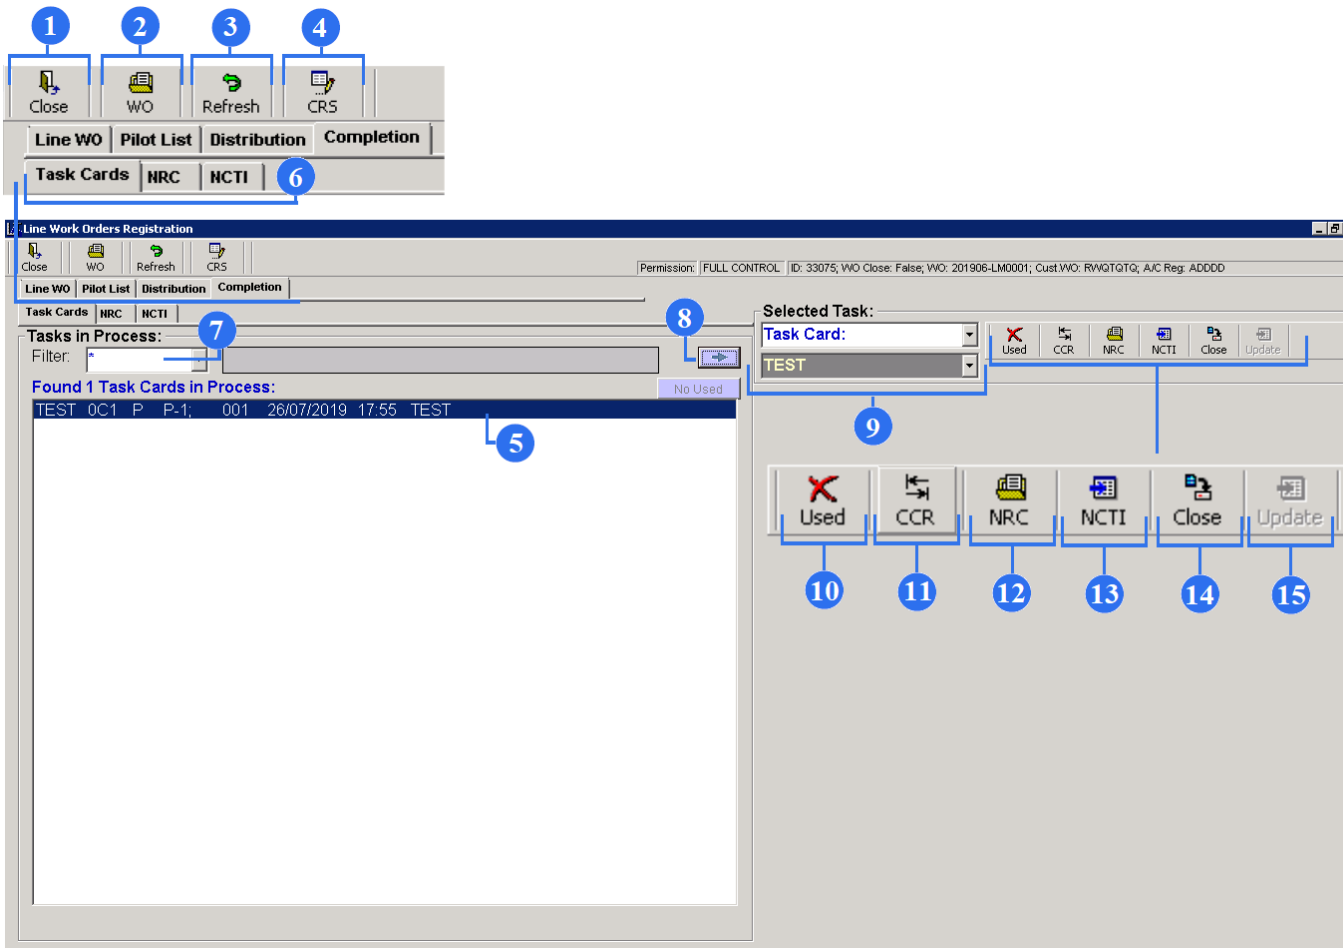 1 2 3 4
Close WO Refresh CRS
Line WO Pilot List Distribution Completion
Task Cards NRC NCTI 6
Line Work Orders Registration
Close WO Refresh CRS
Permission: FULL CONTROL ID: 33075; WO Close: False; WO: 201906-LM0001; Cust.WO: RWQTQTQ; A/C Reg: ADDDD
Line WO Pilot List Distribution Completion
Task Cards NRC NCTI
7 8
Tasks in Process:
Filter: *
Found 1 Task Cards in Process:
No Used
TEST 0C1 P P-1; 001 26/07/2019 17:55 TEST
5
Selected Task:
Task Card:
TEST
Used CCR NRC NCTI Close Update
9
Used CCR NRC NCTI Close Update
10 11 12 13 14 15